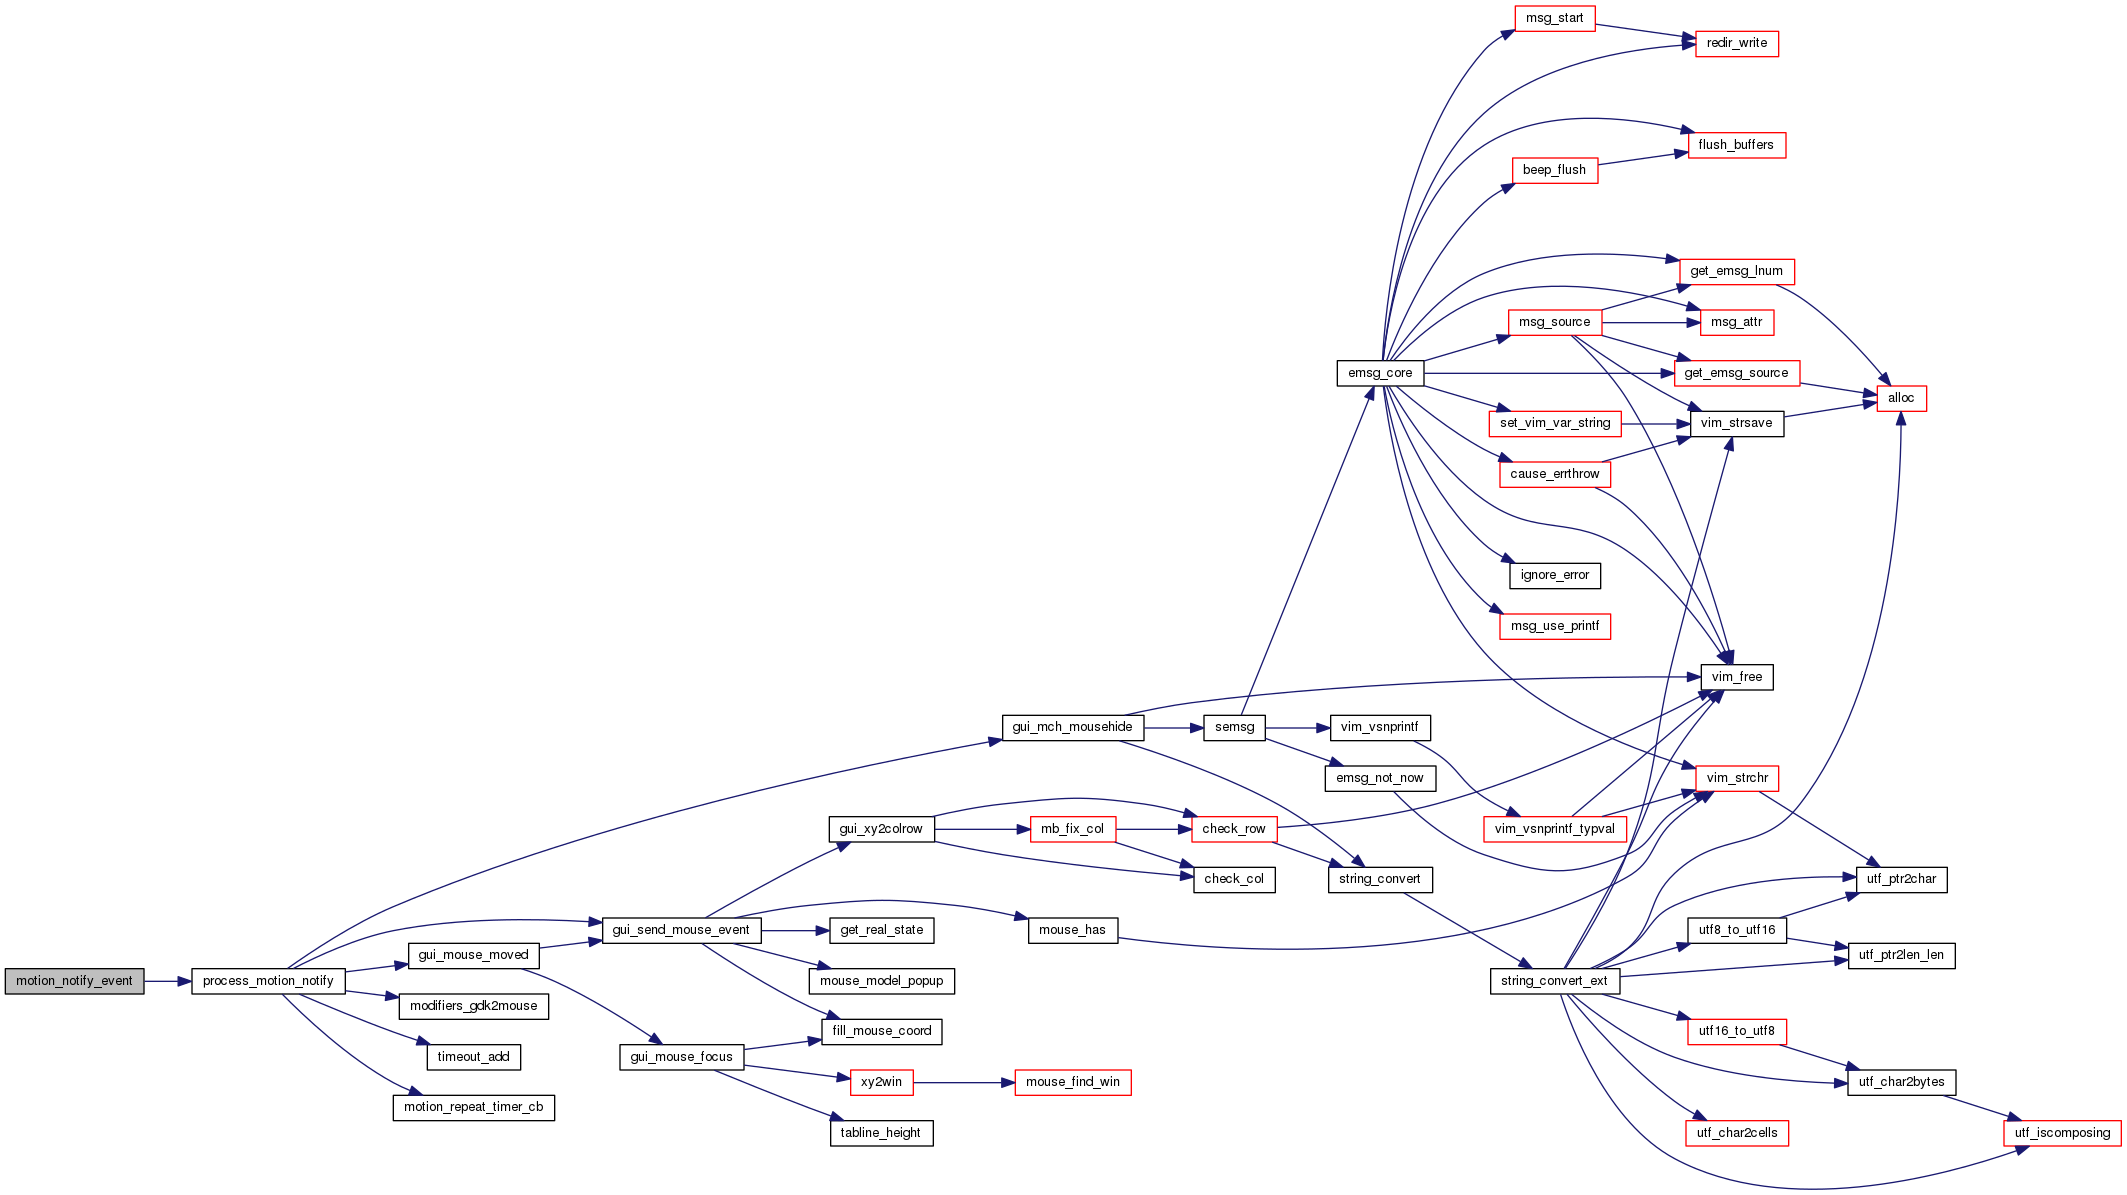 msg_start
redir_write
flush_buffers
beep_flush
get_emsg_lnum
msg_source
msg_attr
emsg_core
get_emsg_source
alloc
set_vim_var_string
vim_strsave
cause_errthrow
ignore_error
msg_use_printf
vim_free
gui_mch_mousehide
semsg
vim_vsnprintf
emsg_not_now
vim_strchr
gui_xy2colrow
mb_fix_col
check_row
vim_vsnprintf_typval
check_col
string_convert
utf_ptr2char
gui_send_mouse_event
get_real_state
mouse_has
utf8_to_utf16
gui_mouse_moved
utf_ptr2len_len
motion_notify_event
process_motion_notify
mouse_model_popup
string_convert_ext
modifiers_gdk2mouse
fill_mouse_coord
utf16_to_utf8
timeout_add
gui_mouse_focus
xy2win
mouse_find_win
utf_char2bytes
motion_repeat_timer_cb
tabline_height
utf_char2cells
utf_iscomposing